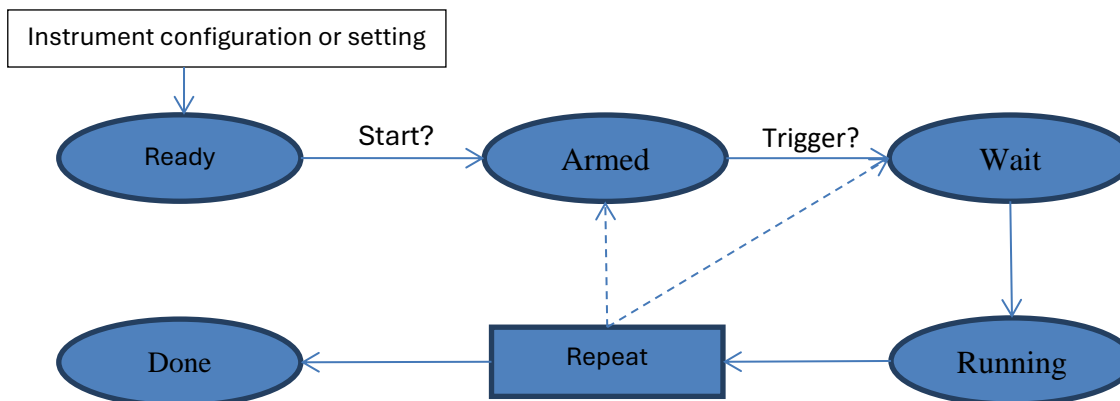 Instrument configuration or setting
Ready
Start?
Armed
Trigger?
Wait
Done
Repeat
Running